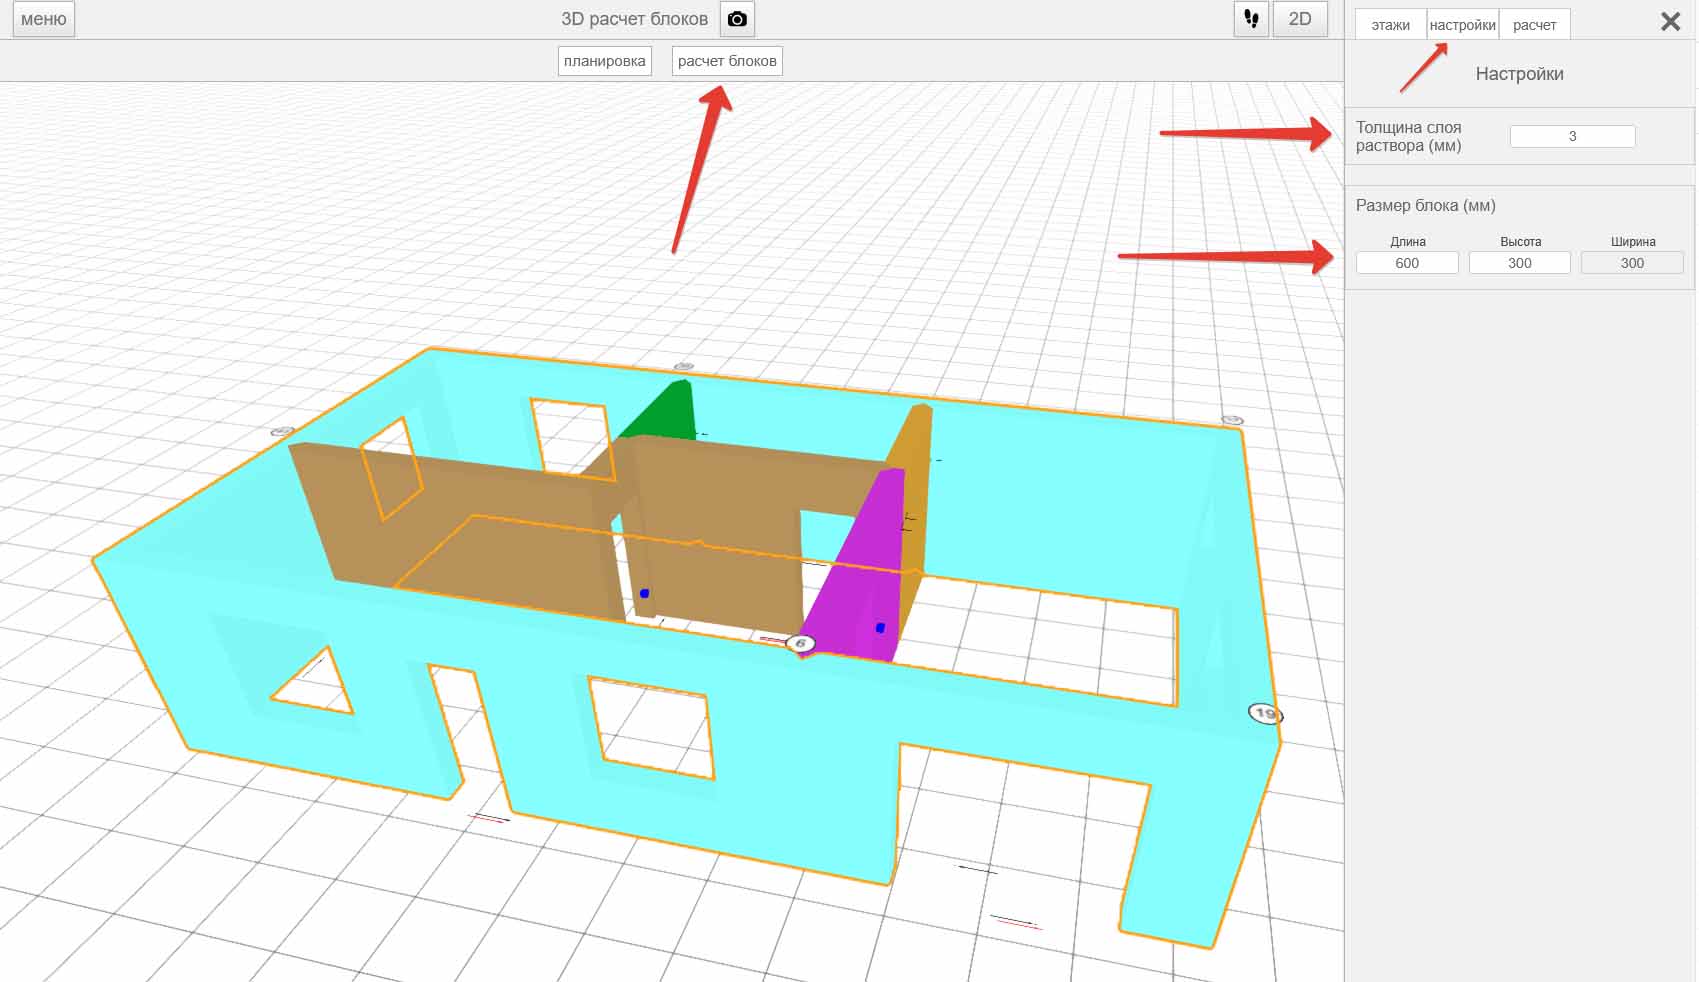 меню
3D расчет блоков
2D
планировка
расчет блоков
этажи
настройки
расчет
Настройки
Толщина слоя
раствора (мм)
3
Размер блока (мм)
Длина
Высота
Ширина
600
300
300
6
19